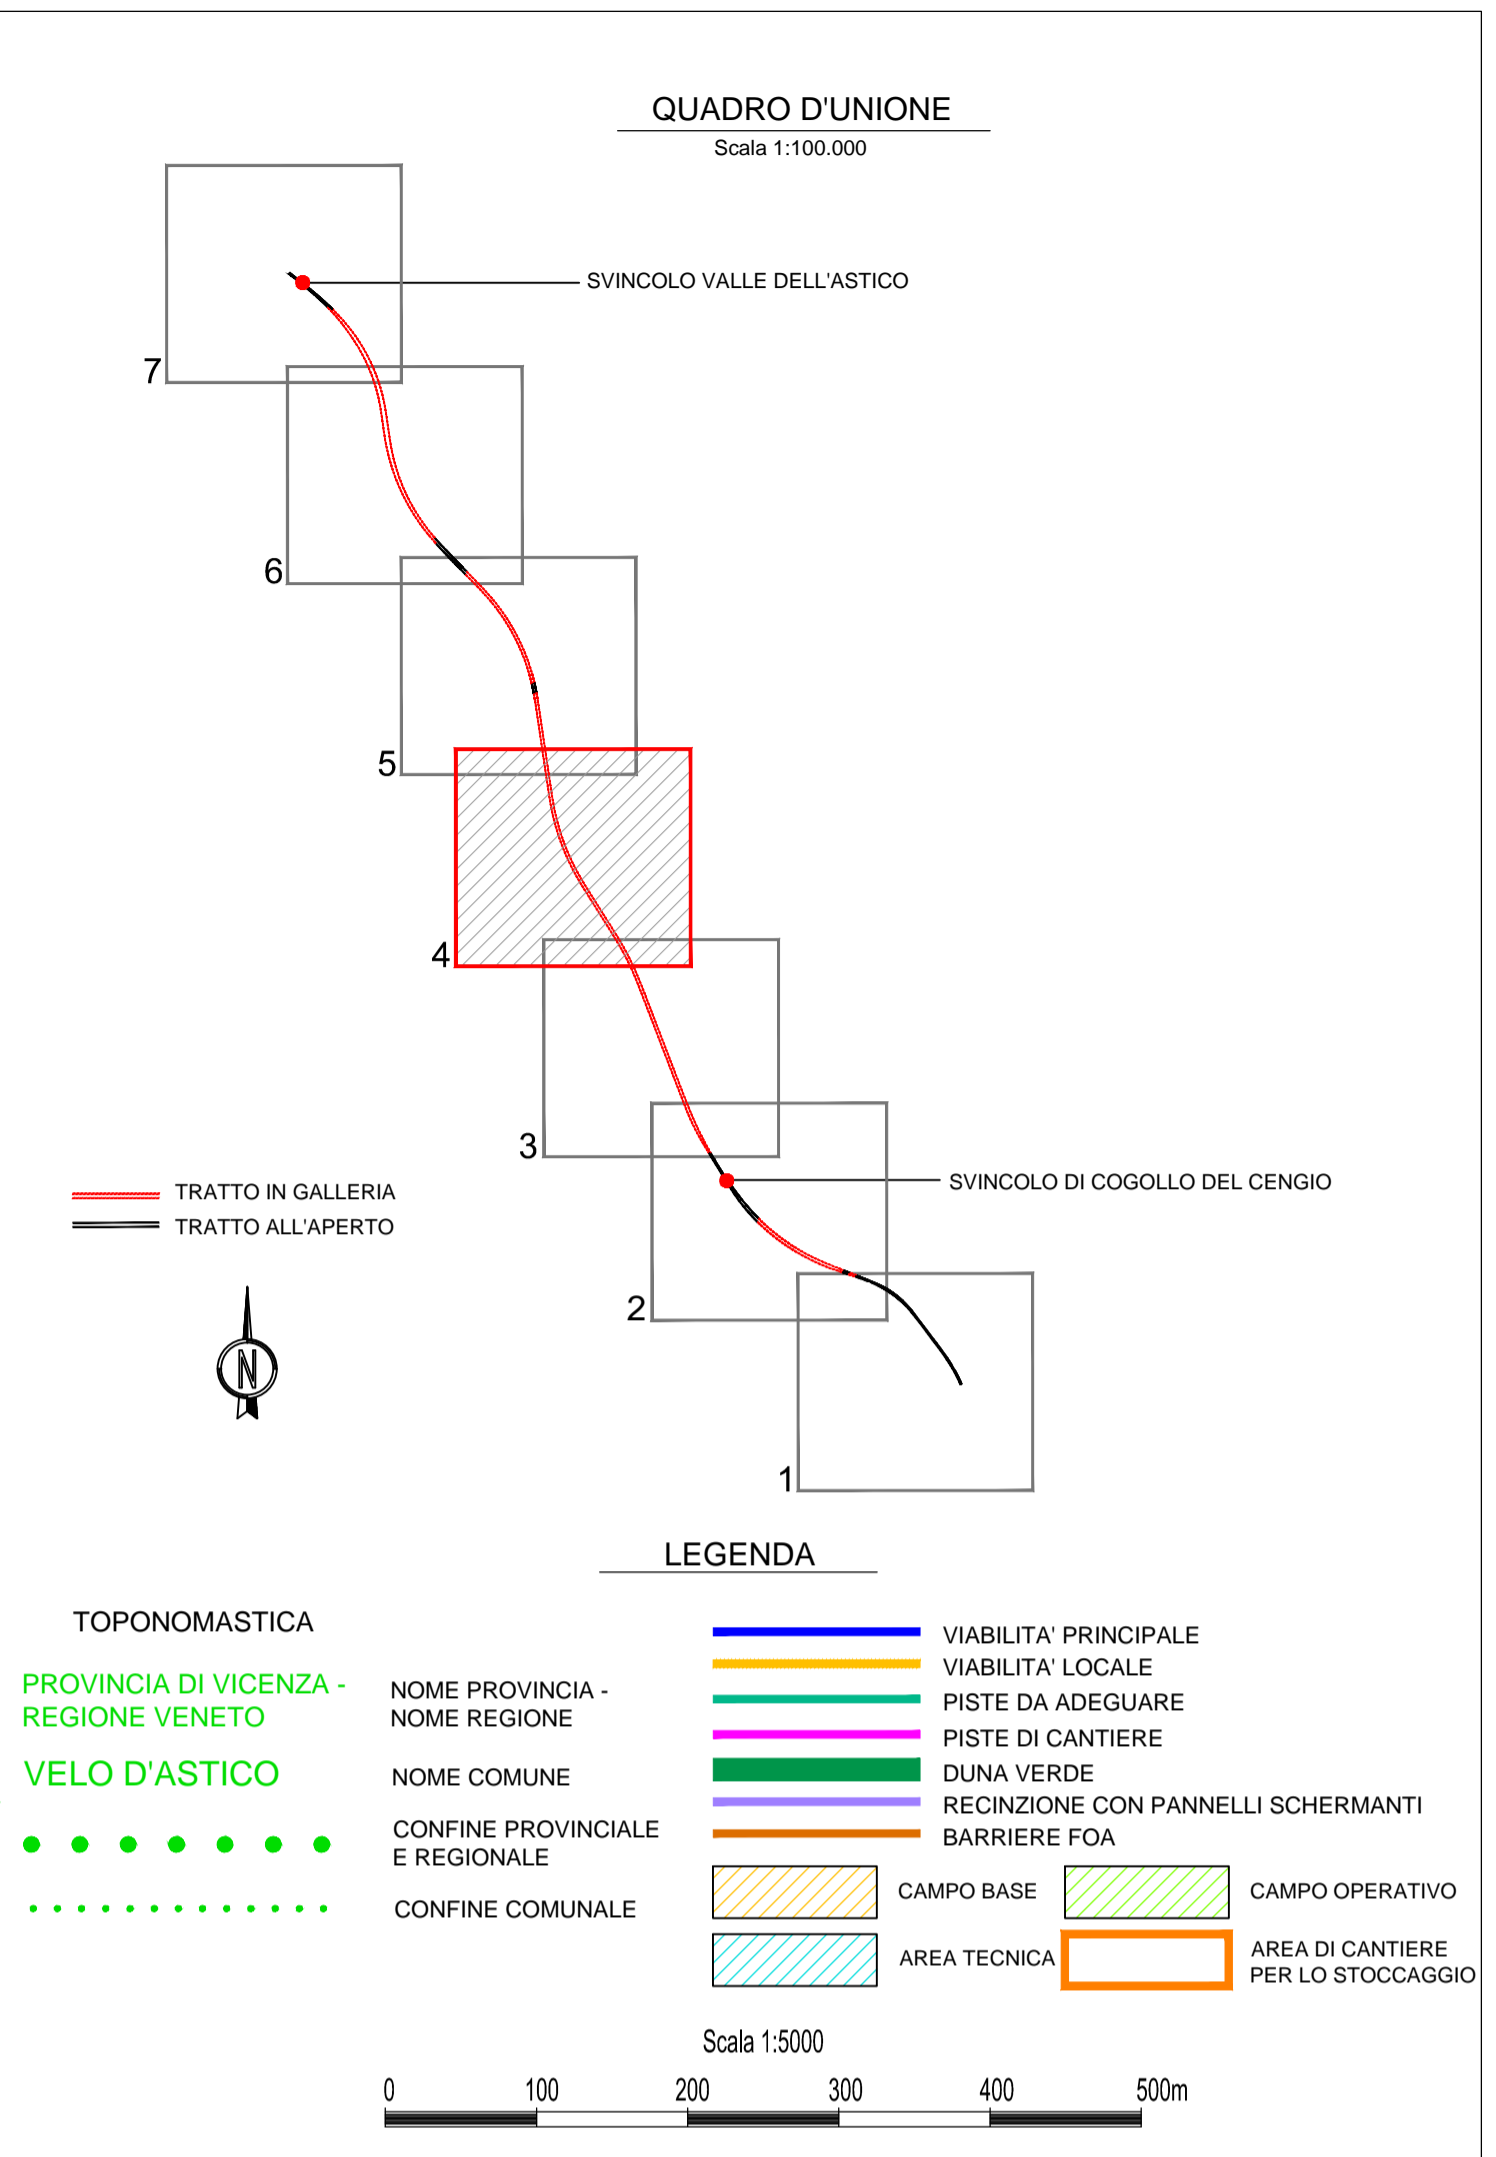 QUADRO D'UNIONE
Scala 1:100.000
SVINCOLO VALLE DELL'ASTICO
7
6
5
4
3
SVINCOLO DI COGOLLO DEL CENGIO
TRATTO IN GALLERIA
TRATTO ALL'APERTO
2
N
1
LEGENDA
TOPONOMASTICA
PROVINCIA DI VICENZA -
REGIONE VENETO
NOME PROVINCIA -
NOME REGIONE
VELO D'ASTICO
NOME COMUNE
CONFINE PROVINCIALE
E REGIONALE
CONFINE COMUNALE
VIABILITA' PRINCIPALE
VIABILITA' LOCALE
PISTE DA ADEGUARE
PISTE DI CANTIERE
DUNA VERDE
RECINZIONE CON PANNELLI SCHERMANTI
BARRIERE FOA
CAMPO BASE
CAMPO OPERATIVO
AREA TECNICA
AREA DI CANTIERE
PER LO STOCCAGGIO
Scala 1:5000
0 100 200 300 400 500m